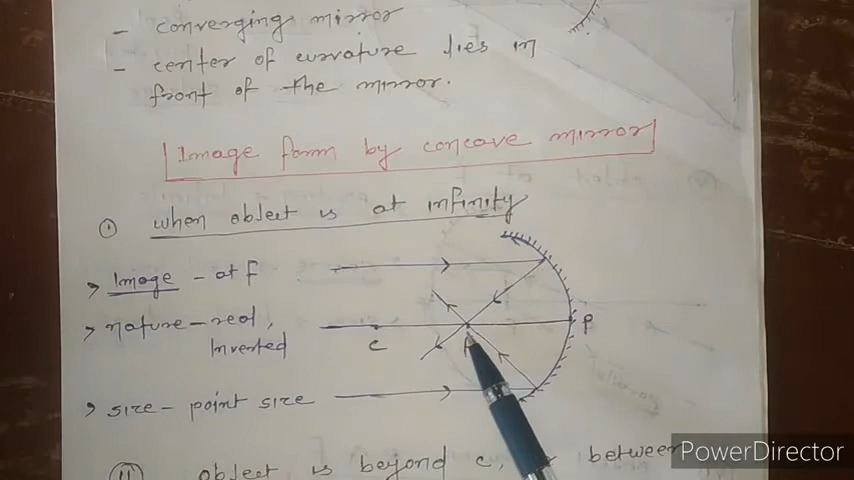 - converging mirror
- center of curvature lies in
front of the mirror.
Image form by concave mirror
① when object is at infinity
> Image - at f
> nature - real,
Inverted
> size - point size
C
P
(ii) object is beyond c, between
PowerDirector